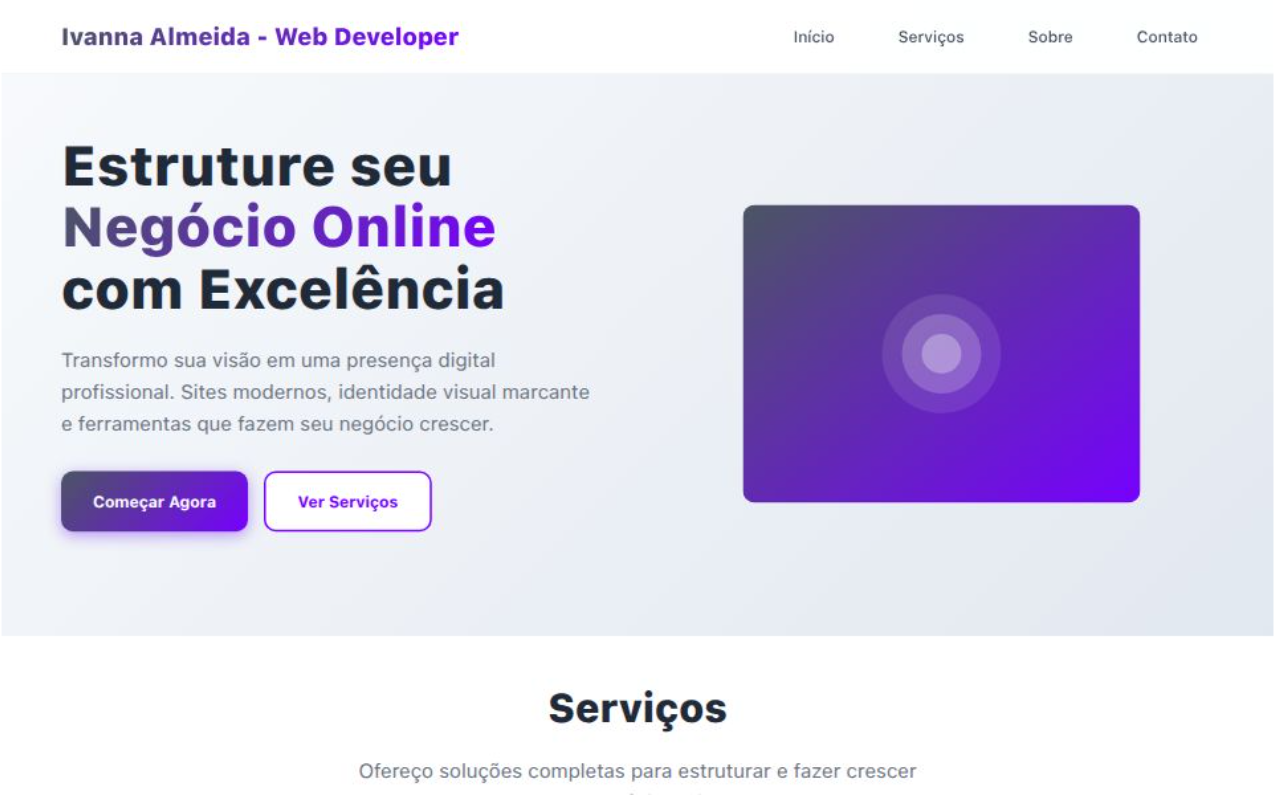 Ivanna Almeida - Web Developer
Início
Serviços
Sobre
Contato
Estruture seu
Negócio Online
com Excelência
Transformo sua visão em uma presença digital
profissional. Sites modernos, identidade visual marcante
e ferramentas que fazem seu negócio crescer.
Começar Agora
Ver Serviços
Serviços
Ofereço soluções completas para estruturar e fazer crescer